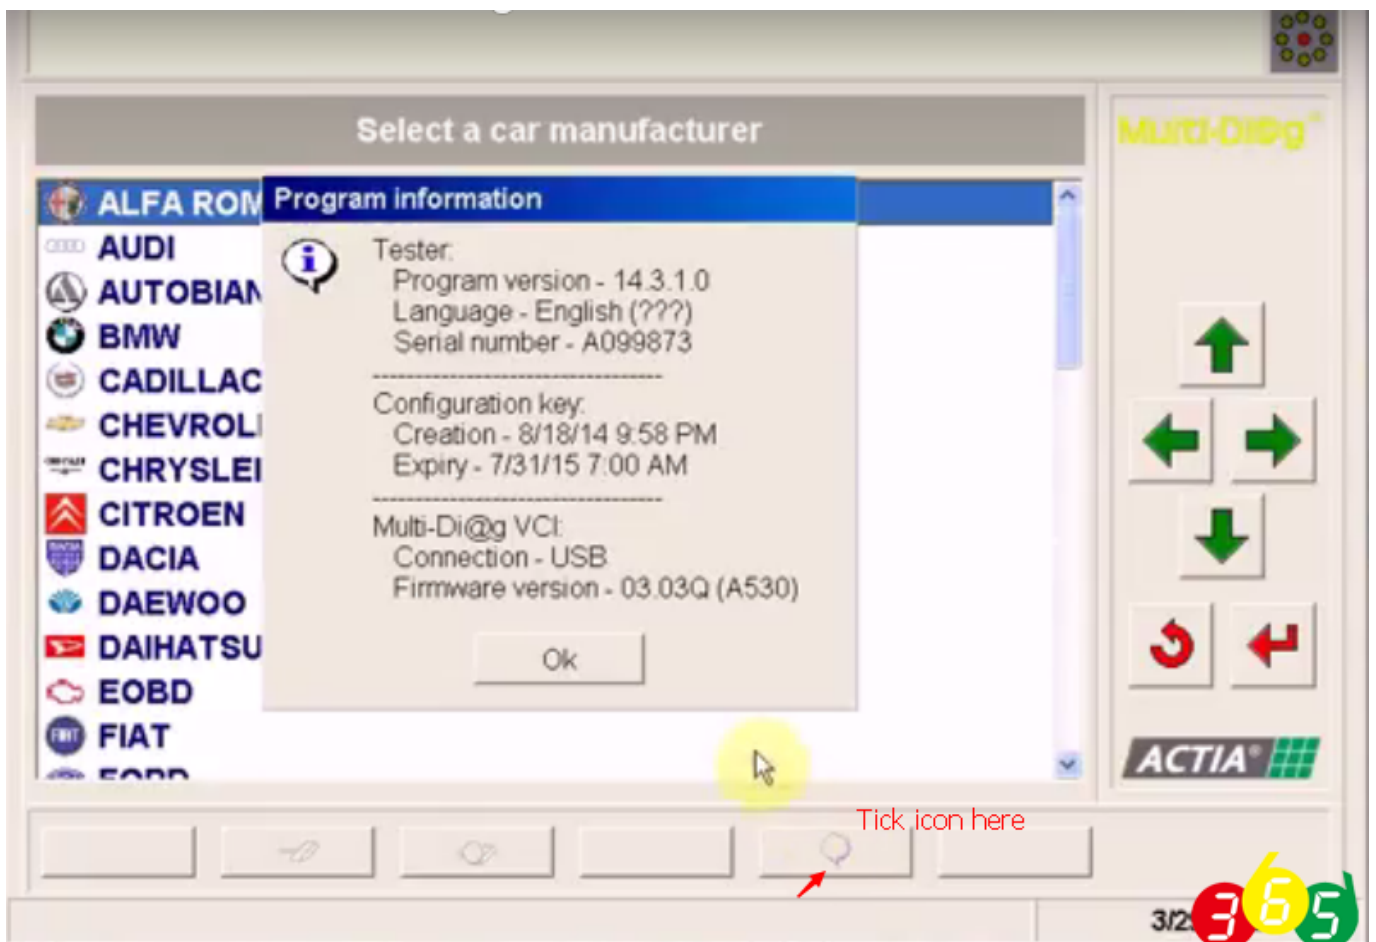 Select a car manufacturer
Multi-Di@g
ALFA ROM
AUDI
AUTOBIAN
BMW
CADILLAC
CHEVROL
CHRYSLE
CITROEN
DACIA
DAEWOO
DAIHATSU
EOBD
FIAT
FORD
Program information
Tester:
Program version - 14.3.1.0
Language - English (???)
Serial number - A099873
---------------------------------
Configuration key:
Creation - 8/18/14 9:58 PM
Expiry - 7/31/15 7:00 AM
---------------------------------
Multi-Di@g VCI:
Connection - USB
Firmware version - 03.03Q (A530)
Ok
ACTIA®
Tick icon here
3/2
365